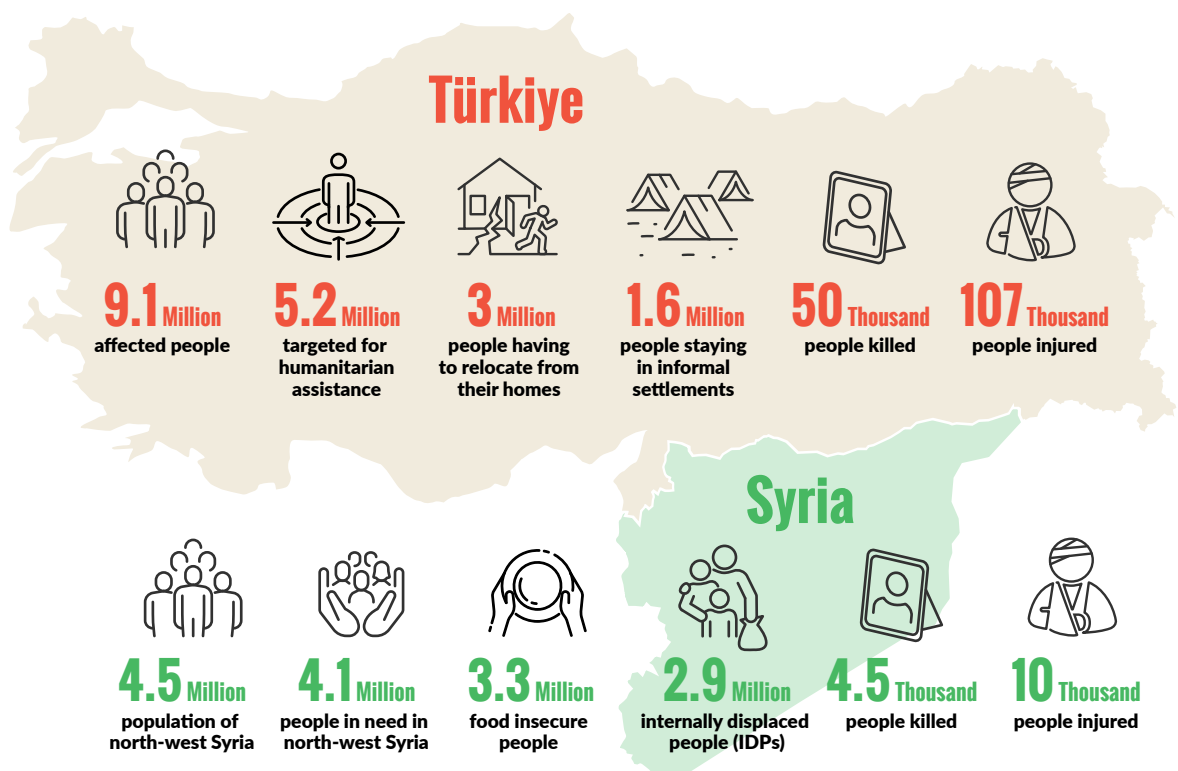 Türkiye
9.1 Million
affected people
5.2 Million
targeted for
humanitarian
assistance
3 Million
people having
to relocate from
their homes
1.6 Million
people staying
in informal
settlements
50 Thousand
people killed
107 Thousand
people injured
Syria
4.5 Million
population of
north-west Syria
4.1 Million
people in need in
north-west Syria
3.3 Million
food insecure
people
2.9 Million
internally displaced
people (IDPs)
4.5 Thousand
people killed
10 Thousand
people injured